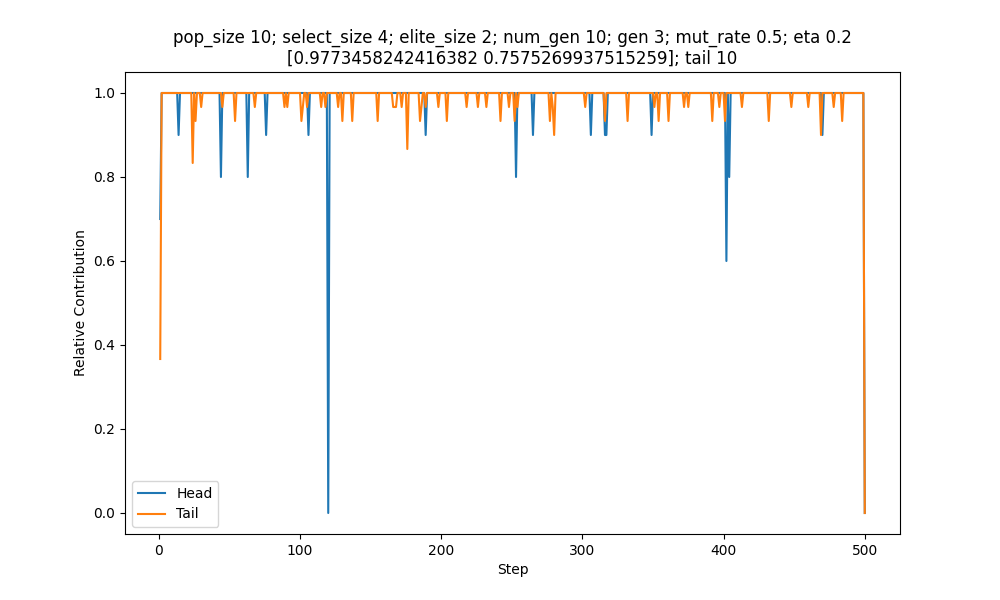 pop_size 10; select_size 4; elite_size 2; num_gen 10; gen 3; mut_rate 0.5; eta 0.2
[0.9773458242416382 0.7575269937515259]; tail 10
1.0
0.8
0.6
0.4
0.2
0.0
Relative Contribution
Head
Tail
0 100 200 300 400 500
Step